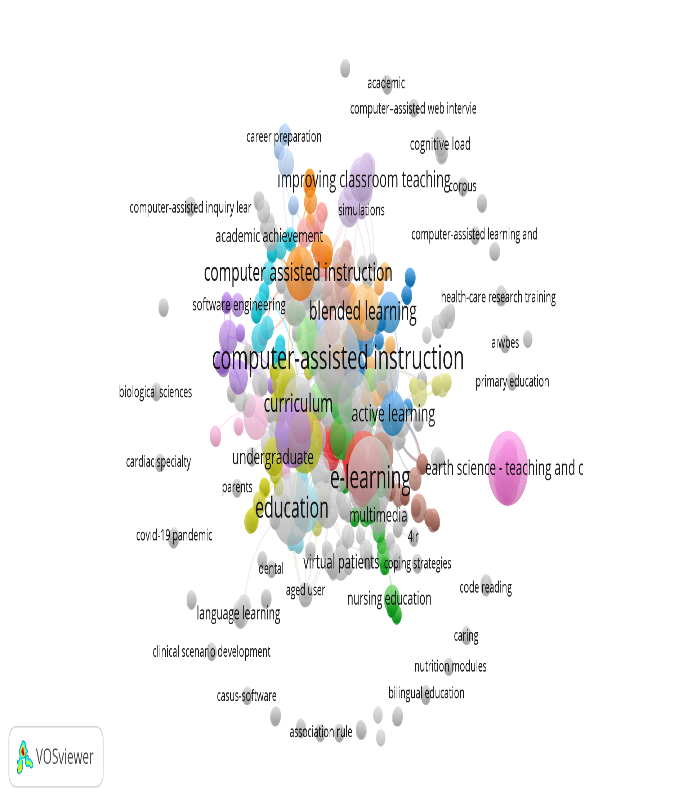 academic
computer-assisted web intervie
career preparation
cognitive load
improving classroom teaching
corpus
computer-assisted inquiry lear
simulations
academic achievement
computer-assisted learning and
computer assisted instruction
software engineering
health-care research training
blended learning
computer-assisted instruction
primary education
biological sciences
curriculum
active learning
undergraduate
cardiac specialty
earth science - teaching and c
e-learning
parents
education
multimedia
covid-19 pandemic
4ir
virtual patients
coping strategies
dental
aged user
code reading
nursing education
language learning
caring
clinical scenario development
nutrition modules
casus-software
bilingual education
association rule
VOSviewer